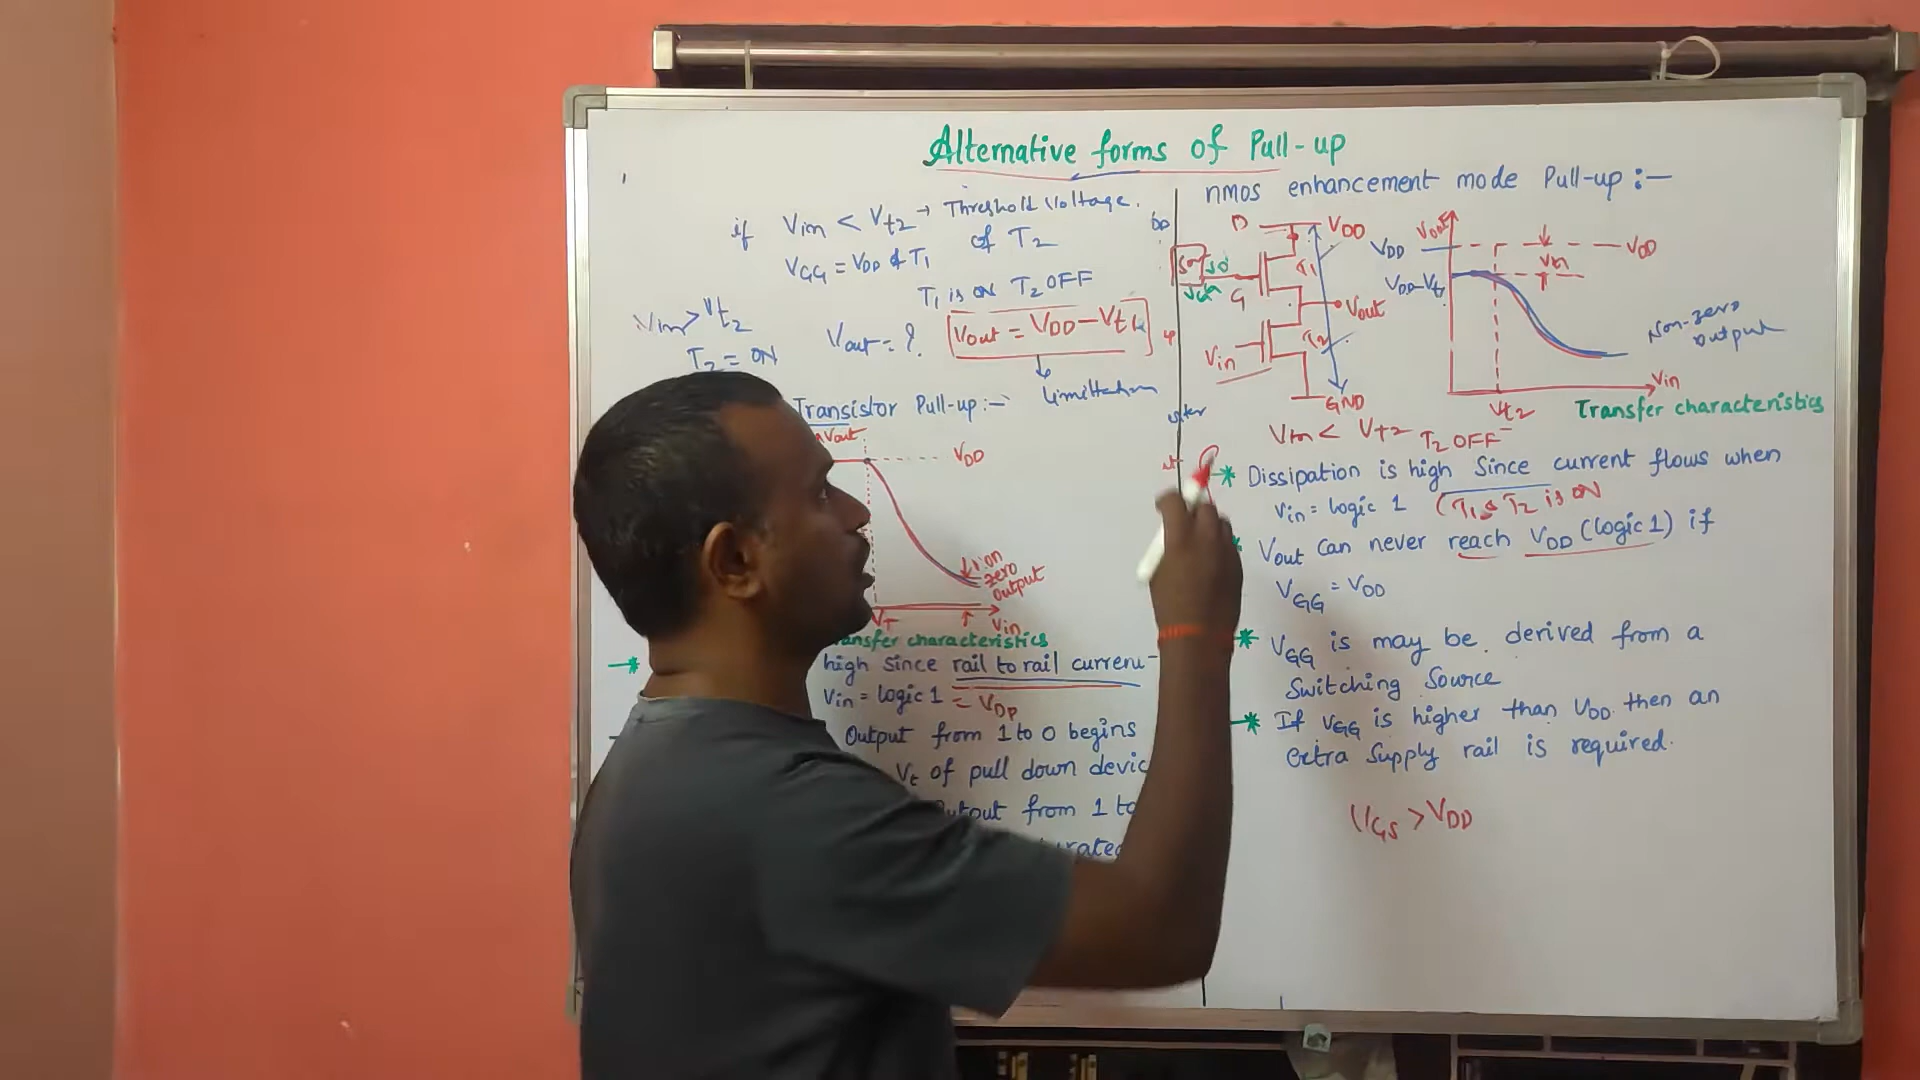 Alternative forms of Pull-up
if Vin < Vt2 → Threshold Voltage.
of T2
VGG = VDD & T1
T1 is ON T2 OFF
Vin > Vt2
T2 = ON
Vout = ?
Vout = VDD – Vt1
Transistor Pull-up :-
Vout
VDD
Non
zero
output
VT
Vin
characteristics
high since rail to rail current-
Vin = logic 1 = VDD
Output from 1 to 0 begins
Vt of pull down devic
from 1 to
nmos enhancement mode Pull-up :-
D
VDD
G
T1
Vout
Vin
T2
GND
Vout
VDD
VDD
Vt1
VDD-Vt
Non-zero
output
Vin
Vt2
Transfer characteristics
Vin < Vt2 T2 OFF
* Dissipation is high Since current flows when
Vin = logic 1 (T1 & T2 is ON
Vout can never reach VDD (logic 1) if
VGG = VDD
* VGG is may be derived from a
Switching Source
* If VGG is higher than VDD then an
extra Supply rail is required.
VGS > VDD